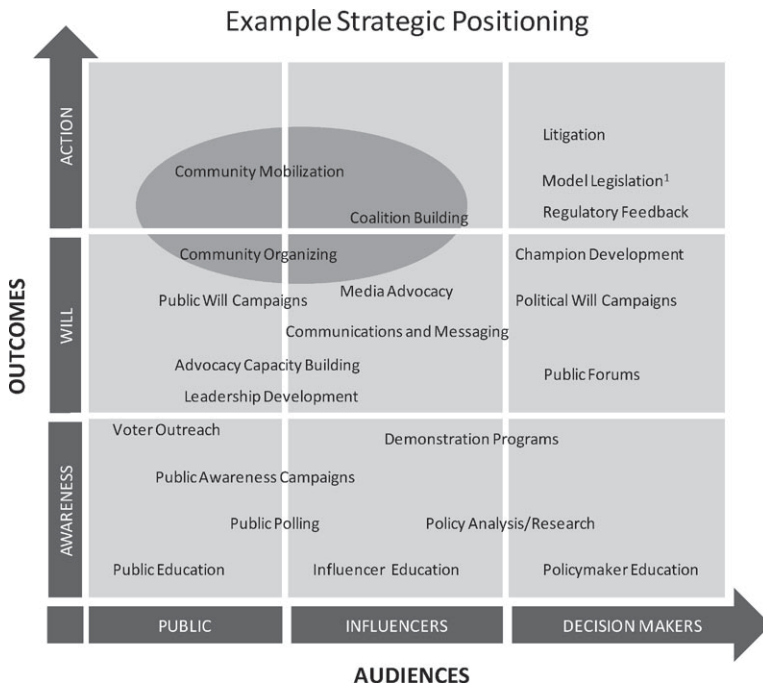 Example Strategic Positioning
OUTCOMES
ACTION
WILL
AWARENESS
Litigation
Community Mobilization
Model Legislation¹
Coalition Building
Regulatory Feedback
Community Organizing
Champion Development
Media Advocacy
Public Will Campaigns
Political Will Campaigns
Communications and Messaging
Advocacy Capacity Building
Public Forums
Leadership Development
Voter Outreach
Demonstration Programs
Public Awareness Campaigns
Public Polling
Policy Analysis/Research
Public Education
Influencer Education
Policymaker Education
PUBLIC
INFLUENCERS
DECISION MAKERS
AUDIENCES